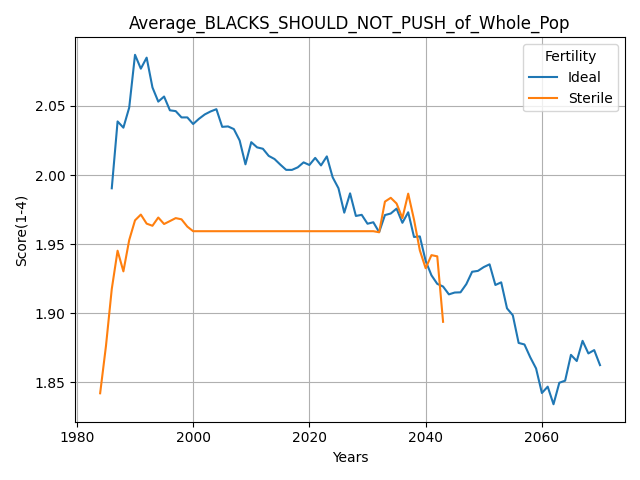 Average_BLACKS_SHOULD_NOT_PUSH_of_Whole_Pop
Fertility
Ideal
Sterile
Score(1-4)
2.05
2.00
1.95
1.90
1.85
1980
2000
2020
2040
2060
Years